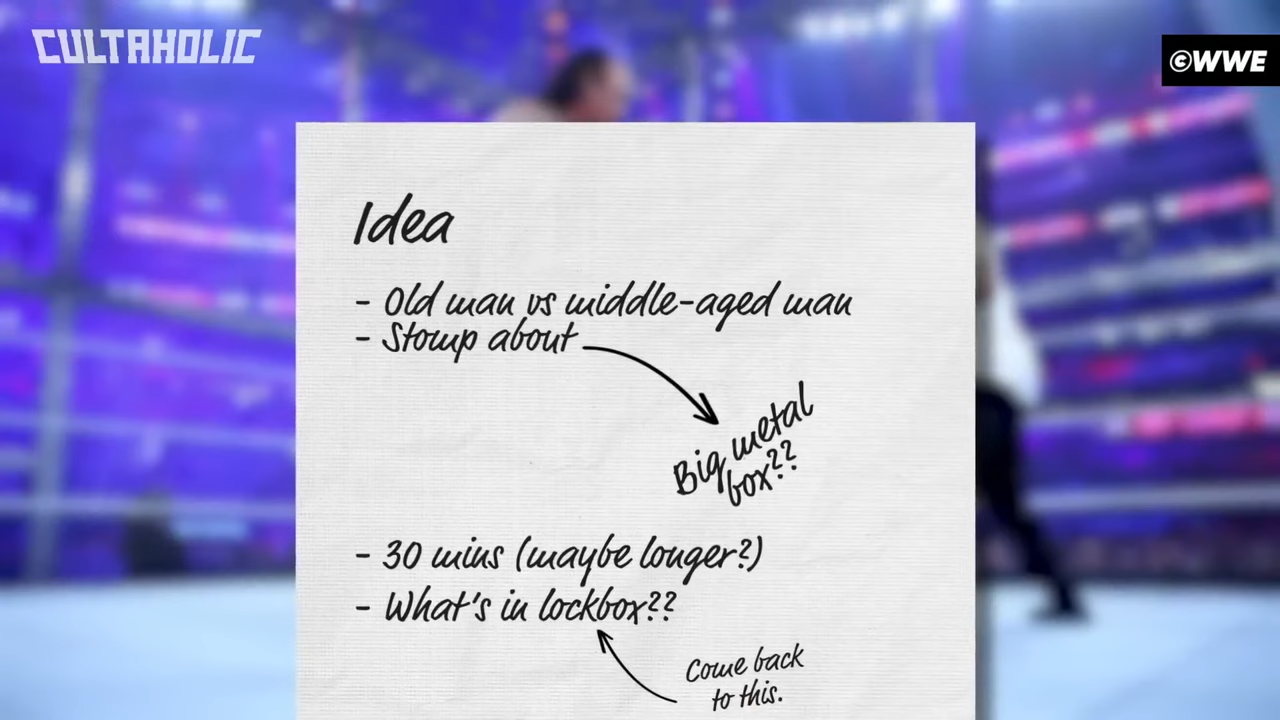 CULTAHOLIC
©WWE
Idea
- Old man vs middle-aged man
- Stomp about
Big metal
box??
- 30 mins (maybe longer?)
- What's in lockbox??
Come back
to this.